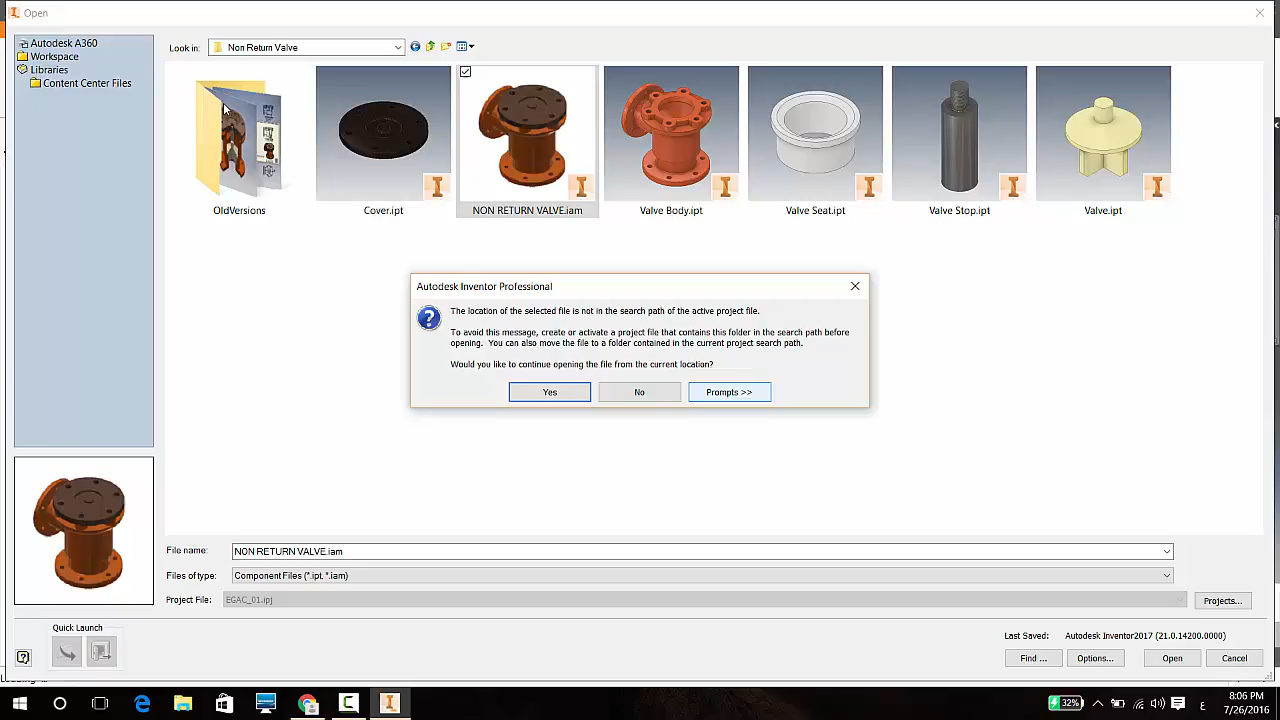 Open
Autodesk A360
Workspace
Libraries
Content Center Files
Look in:
Non Return Valve
OldVersions
Cover.ipt
NON RETURN VALVE.iam
Valve Body.ipt
Valve Seat.ipt
Valve Stop.ipt
Valve.ipt
Autodesk Inventor Professional
The location of the selected file is not in the search path of the active project file.
To avoid this message, create or activate a project file that contains this folder in the search path before
opening. You can also move the file to a folder contained in the current project search path.
Would you like to continue opening the file from the current location?
Yes
No
Prompts >>
File name:
NON RETURN VALVE.iam
Files of type:
Component Files (*.ipt, *.iam)
Project File:
EGAC_01.ipj
Projects...
Quick Launch
Last Saved:
Autodesk Inventor2017 (21.0.14200.0000)
Find ...
Options...
Open
Cancel
32%
ع
8:06 PM
7/26/2016